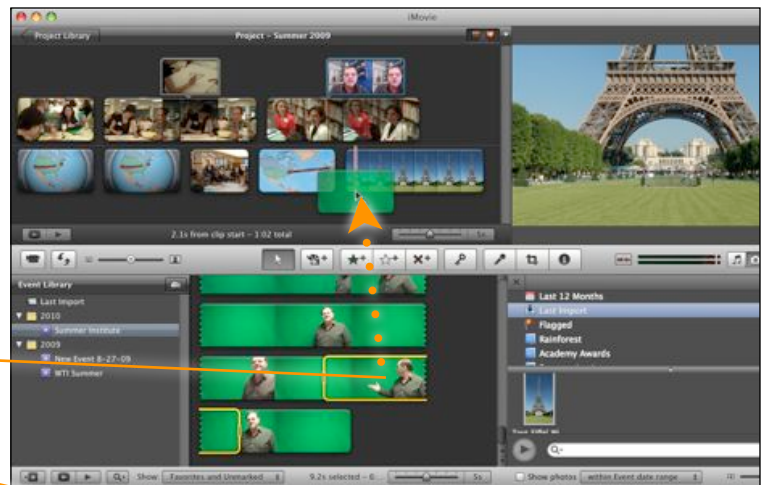 iMovie
Project Library
Project – Summer 2009
2.1s from clip start – 1:02 total
5s
Event Library
Last Import
2010
Summer Institute
2009
New Event 8-27-09
WTI Summer
Last 12 Months
Last Import
Flagged
Rainforest
Academy Awards
Show: Favorites and Unmarked
9.2s selected – 6...
5s
Show photos
within Event date range